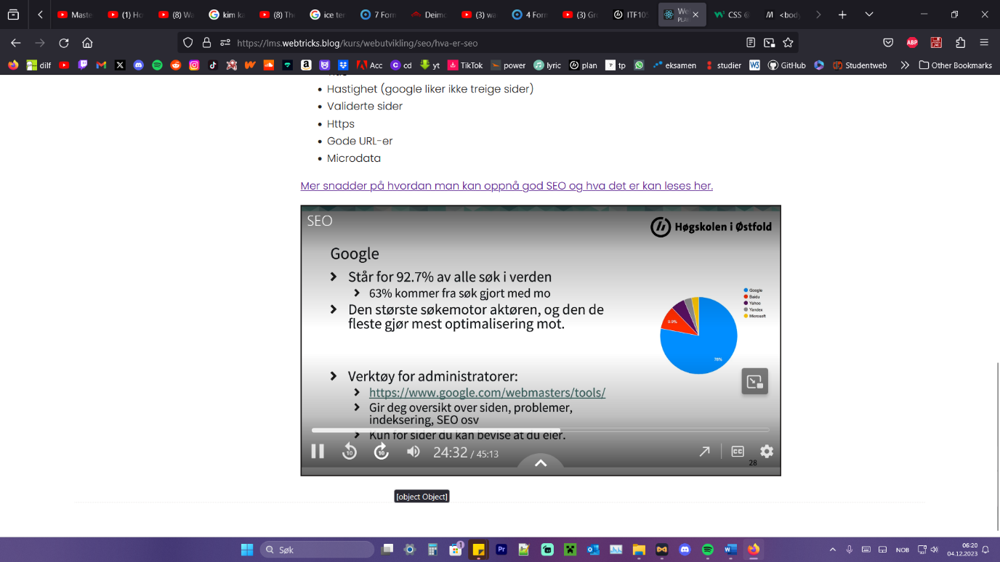 Maste
(1) Ho
(8) Wa
kim ka
(8) The
ice ter
7 Form
Deimo
(3) wa
4 Form
(3) Gr
ITF105
We
PLAY
CSS
<body
https://lms.webtricks.blog/kurs/webutvikling/seo/hva-er-seo
ABP
dilf
Acc
cd
yt
TikTok
power
lyric
plan
tp
eksamen
studier
GitHub
Studentweb
Other Bookmarks
Hastighet (google liker ikke treige sider)
Validerte sider
Https
Gode URL-er
Microdata
Mer snadder på hvordan man kan oppnå god SEO og hva det er kan leses her.
SEO
Høgskolen i Østfold
Google
Står for 92.7% av alle søk i verden
63% kommer fra søk gjort med mo
Den største søkemotor aktøren, og den de
fleste gjør mest optimalisering mot.
Google
Baidu
Yahoo
Yandex
Microsoft
9.9%
78%
Verktøy for administratorer:
https://www.google.com/webmasters/tools/
Gir deg oversikt over siden, problemer,
indeksering, SEO osv
Kun for sider du kan bevise at du eier.
10
10
24:32 / 45:13
CC
28
[object Object]
Søk
1
Pr
NOB
06:20
04.12.2023